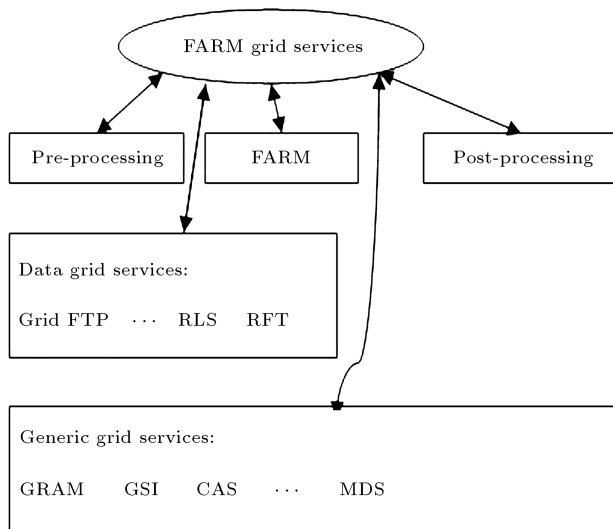 FARM grid services
Pre-processing
FARM
Post-processing
Data grid services:
Grid FTP ··· RLS RFT
Generic grid services:
GRAM GSI CAS ··· MDS